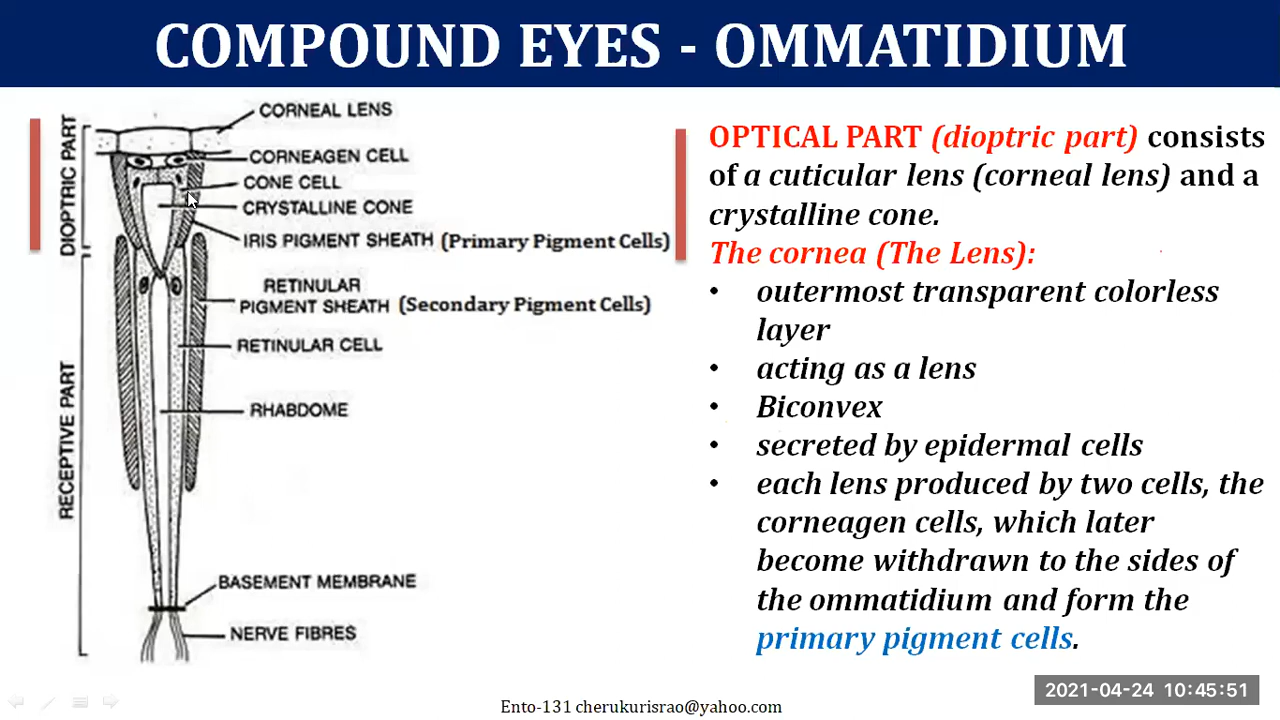 COMPOUND EYES - OMMATIDIUM
DIOPTRIC PART
RECEPTIVE PART
CORNEAL LENS
CORNEAGEN CELL
CONE CELL
CRYSTALLINE CONE
IRIS PIGMENT SHEATH (Primary Pigment Cells)
RETINULAR
PIGMENT SHEATH (Secondary Pigment Cells)
RETINULAR CELL
RHABDOME
BASEMENT MEMBRANE
NERVE FIBRES
OPTICAL PART (dioptric part) consists
of a cuticular lens (corneal lens) and a
crystalline cone.
The cornea (The Lens):
• outermost transparent colorless
layer
• acting as a lens
• Biconvex
• secreted by epidermal cells
• each lens produced by two cells, the
corneagen cells, which later
become withdrawn to the sides of
the ommatidium and form the
primary pigment cells.
2021-04-24 10:45:51
Ento-131 cherukurisrao@yahoo.com